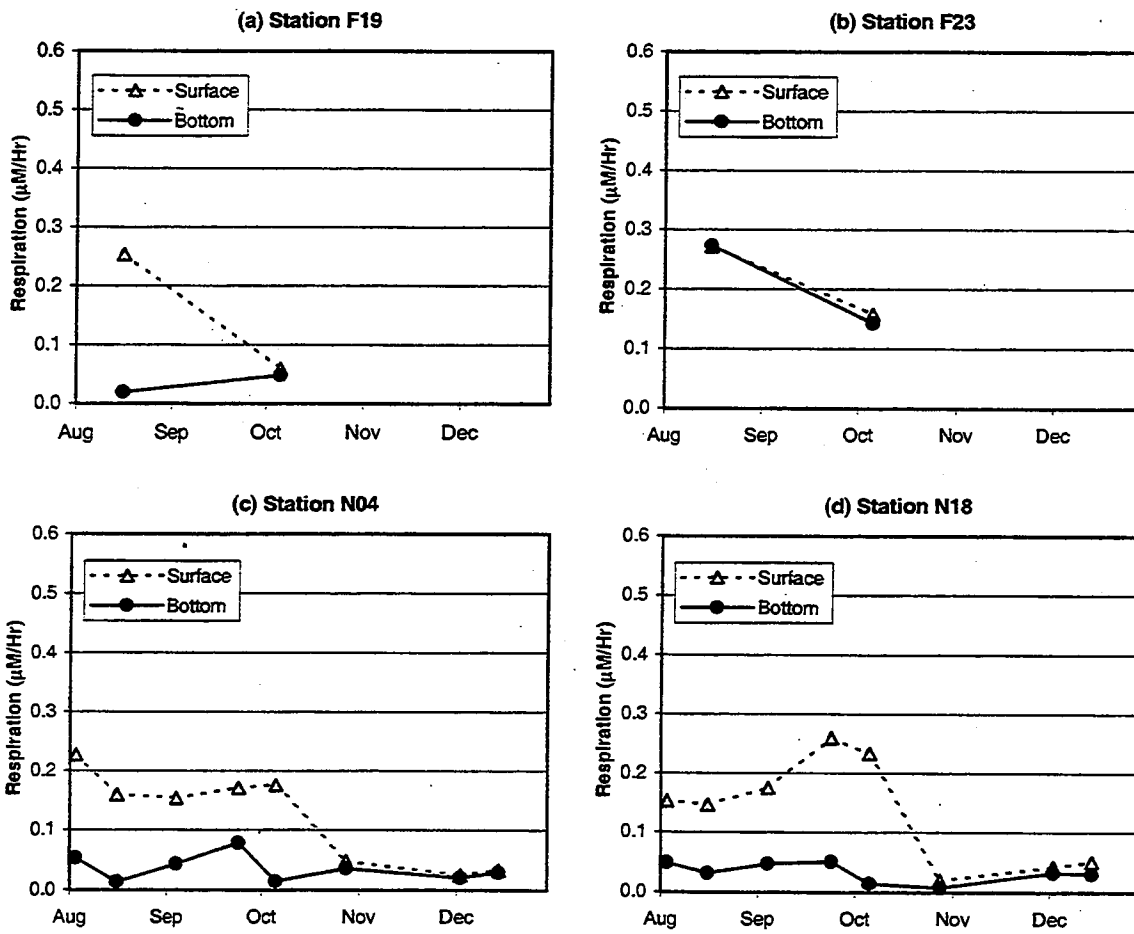 (a) Station F19
0.6
0.5
0.4
0.3
0.2
0.1
0.0
Respiration (μM/Hr)
Surface
Bottom
Aug Sep Oct Nov Dec
(b) Station F23
0.6
0.5
0.4
0.3
0.2
0.1
0.0
Respiration (μM/Hr)
Surface
Bottom
Aug Sep Oct Nov Dec
(c) Station N04
0.6
0.5
0.4
0.3
0.2
0.1
0.0
Respiration (μM/Hr)
Surface
Bottom
Aug Sep Oct Nov Dec
(d) Station N18
0.6
0.5
0.4
0.3
0.2
0.1
0.0
Respiration (μM/Hr)
Surface
Bottom
Aug Sep Oct Nov Dec